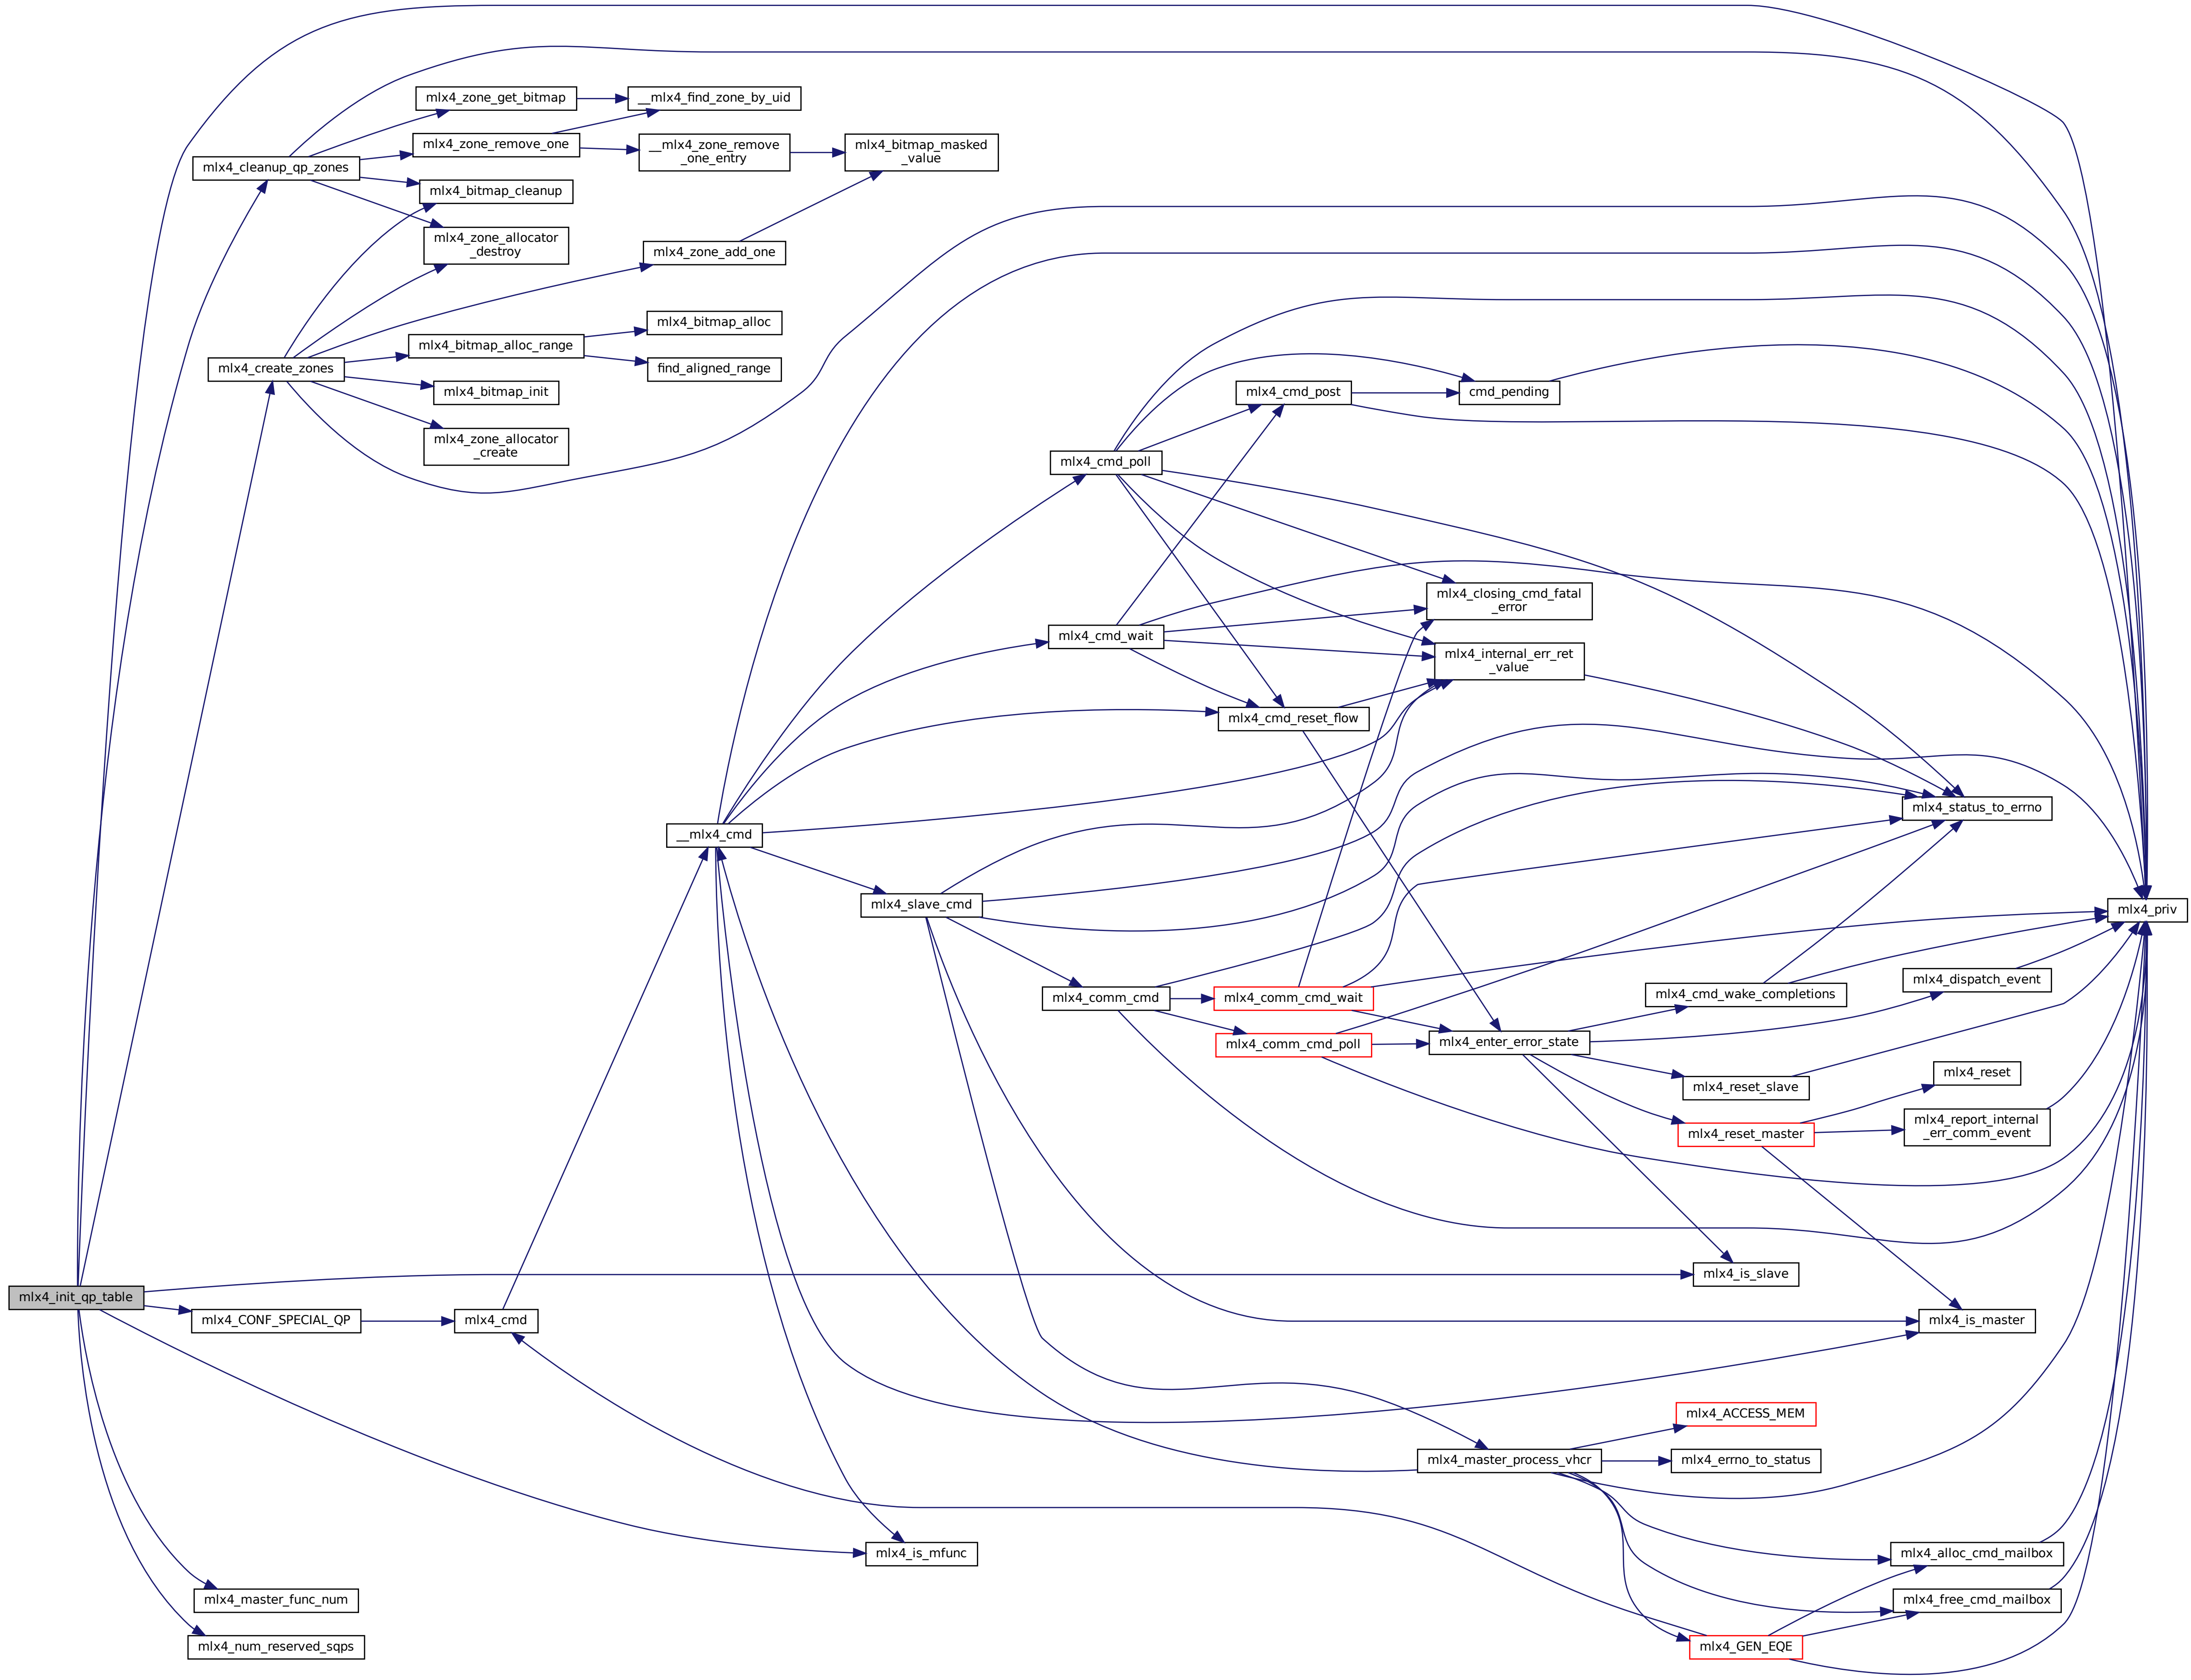 mlx4_zone_get_bitmap
__mlx4_find_zone_by_uid
mlx4_zone_remove_one
__mlx4_zone_remove
_one_entry
mlx4_bitmap_masked
_value
mlx4_cleanup_qp_zones
mlx4_bitmap_cleanup
mlx4_zone_allocator
_destroy
mlx4_zone_add_one
mlx4_bitmap_alloc
mlx4_bitmap_alloc_range
mlx4_create_zones
find_aligned_range
mlx4_bitmap_init
mlx4_cmd_post
cmd_pending
mlx4_zone_allocator
_create
mlx4_cmd_poll
mlx4_closing_cmd_fatal
_error
mlx4_cmd_wait
mlx4_internal_err_ret
_value
mlx4_cmd_reset_flow
mlx4_status_to_errno
__mlx4_cmd
mlx4_slave_cmd
mlx4_priv
mlx4_dispatch_event
mlx4_comm_cmd
mlx4_comm_cmd_wait
mlx4_cmd_wake_completions
mlx4_comm_cmd_poll
mlx4_enter_error_state
mlx4_reset
mlx4_reset_slave
mlx4_report_internal
_err_comm_event
mlx4_reset_master
mlx4_is_slave
mlx4_init_qp_table
mlx4_CONF_SPECIAL_QP
mlx4_cmd
mlx4_is_master
mlx4_ACCESS_MEM
mlx4_master_process_vhcr
mlx4_errno_to_status
mlx4_is_mfunc
mlx4_alloc_cmd_mailbox
mlx4_master_func_num
mlx4_free_cmd_mailbox
mlx4_num_reserved_sqps
mlx4_GEN_EQE